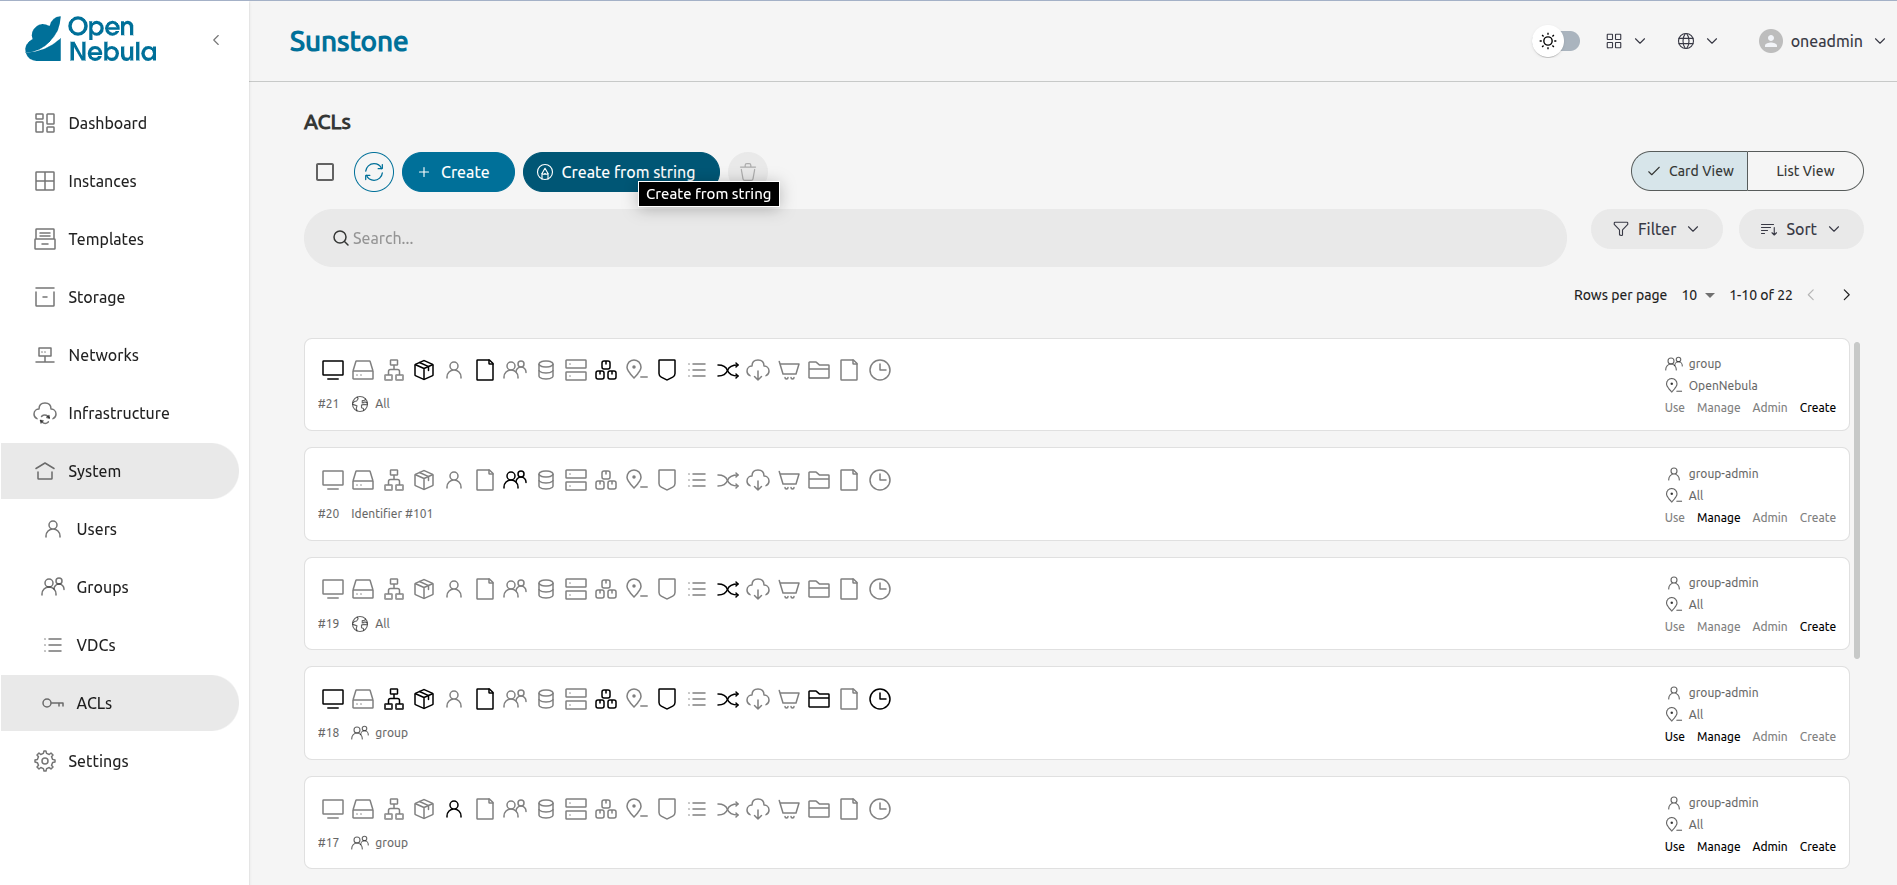 Open
Nebula
Sunstone
oneadmin
Dashboard
Instances
Templates
Storage
Networks
Infrastructure
System
Users
Groups
VDCs
ACLs
Settings
ACLs
Create
Create from string
Create from string
Card View
List View
Search...
Filter
Sort
Rows per page 10 1-10 of 22
#21 All
group
OpenNebula
Use Manage Admin Create
#20 Identifier #101
group-admin
All
Use Manage Admin Create
#19 All
group-admin
All
Use Manage Admin Create
#18 group
group-admin
All
Use Manage Admin Create
#17 group
group-admin
All
Use Manage Admin Create